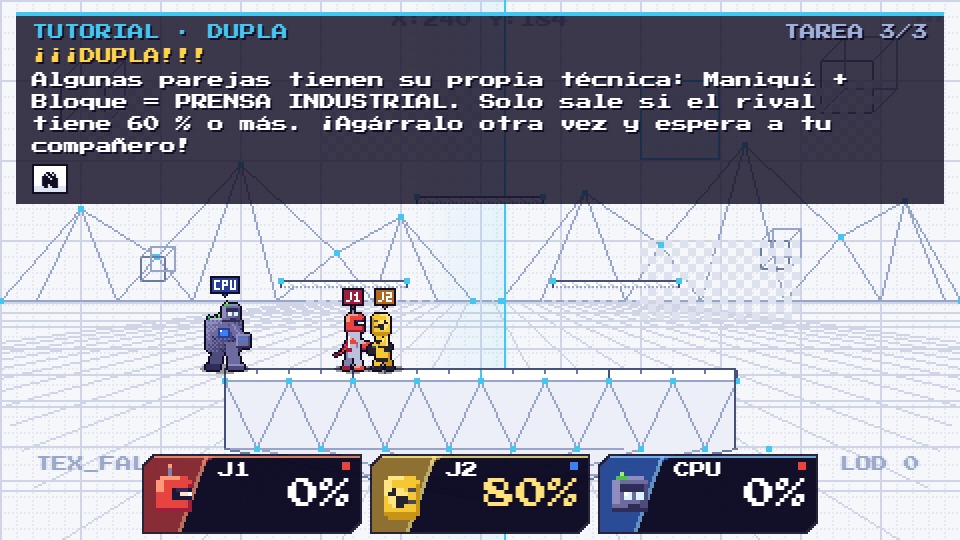 X:240 Y:184
TUTORIAL · DUPLA
TAREA 3/3
¡¡¡DUPLA!!!
Algunas parejas tienen su propia técnica: Maniquí +
Bloque = PRENSA INDUSTRIAL. Solo sale si el rival
tiene 60 % o más. ¡Agárralo otra vez y espera a tu
compañero!
CPU
J1
J2
TEX_FAL
LOD 0
J1
0%
J2
80%
CPU
0%